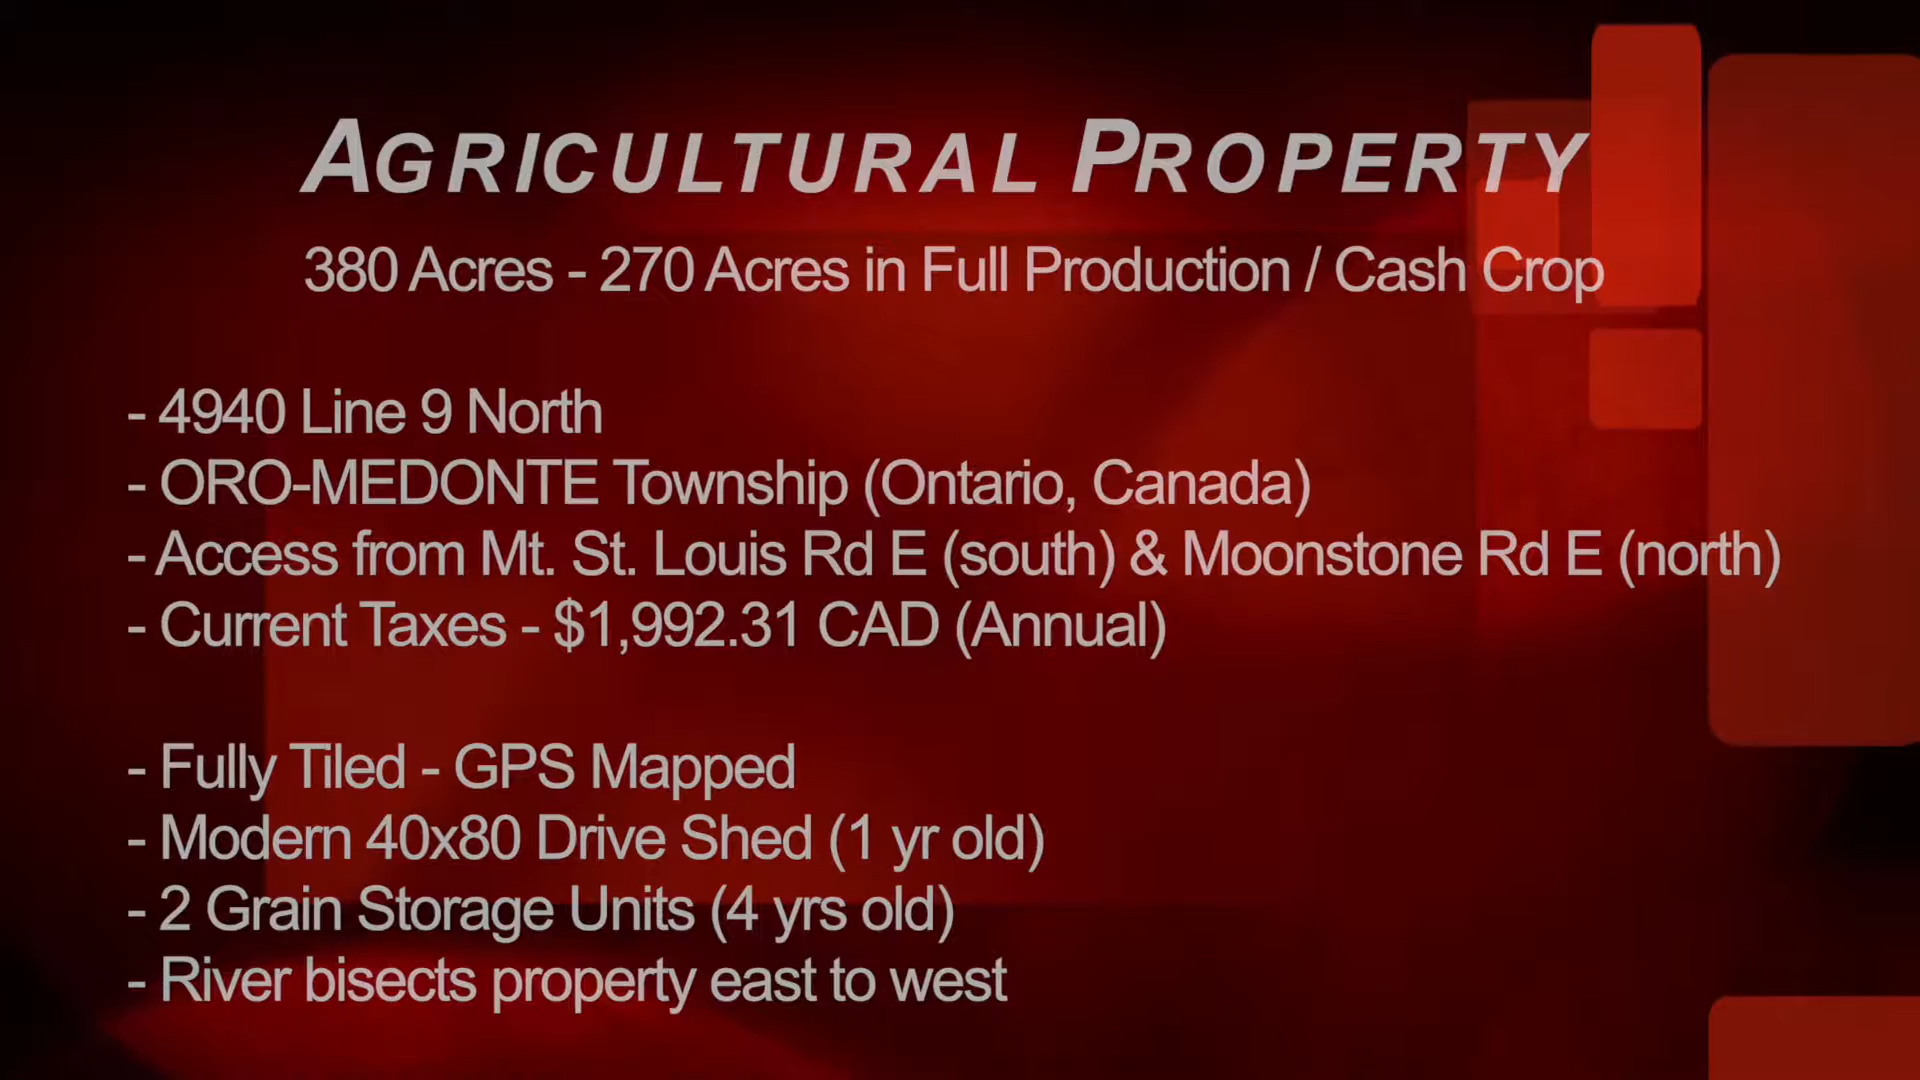 AGRICULTURAL PROPERTY
380 Acres - 270 Acres in Full Production / Cash Crop
- 4940 Line 9 North
- ORO-MEDONTE Township (Ontario, Canada)
- Access from Mt. St. Louis Rd E (south) & Moonstone Rd E (north)
- Current Taxes - $1,992.31 CAD (Annual)
- Fully Tiled - GPS Mapped
- Modern 40x80 Drive Shed (1 yr old)
- 2 Grain Storage Units (4 yrs old)
- River bisects property east to west